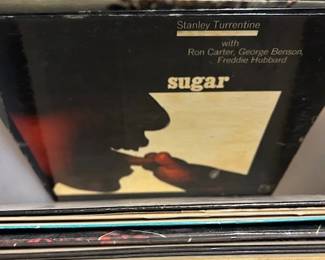 Stanley Turrentine
with
Ron Carter, George Benson,
Freddie Hubbard
sugar